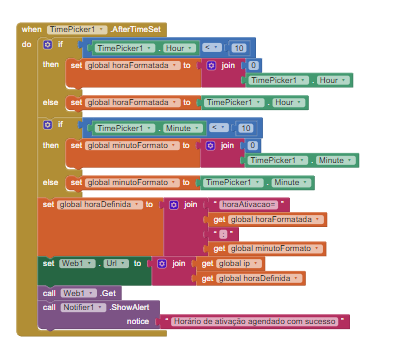 when TimePicker1 .AfterTimeSet
do if TimePicker1 . Hour < 10
then set global horaFormatada to join 0
TimePicker1 . Hour
else set global horaFormatada to TimePicker1 . Hour
if TimePicker1 . Minute < 10
then set global minutoFormato to join 0
TimePicker1 . Minute
else set global minutoFormato to TimePicker1 . Minute
set global horaDefinida to join " horaAtivacao= "
get global horaFormatada
" : "
get global minutoFormato
set Web1 . Url to join get global ip
get global horaDefinida
call Web1 .Get
call Notifier1 .ShowAlert
notice " Horário de ativação agendado com sucesso "